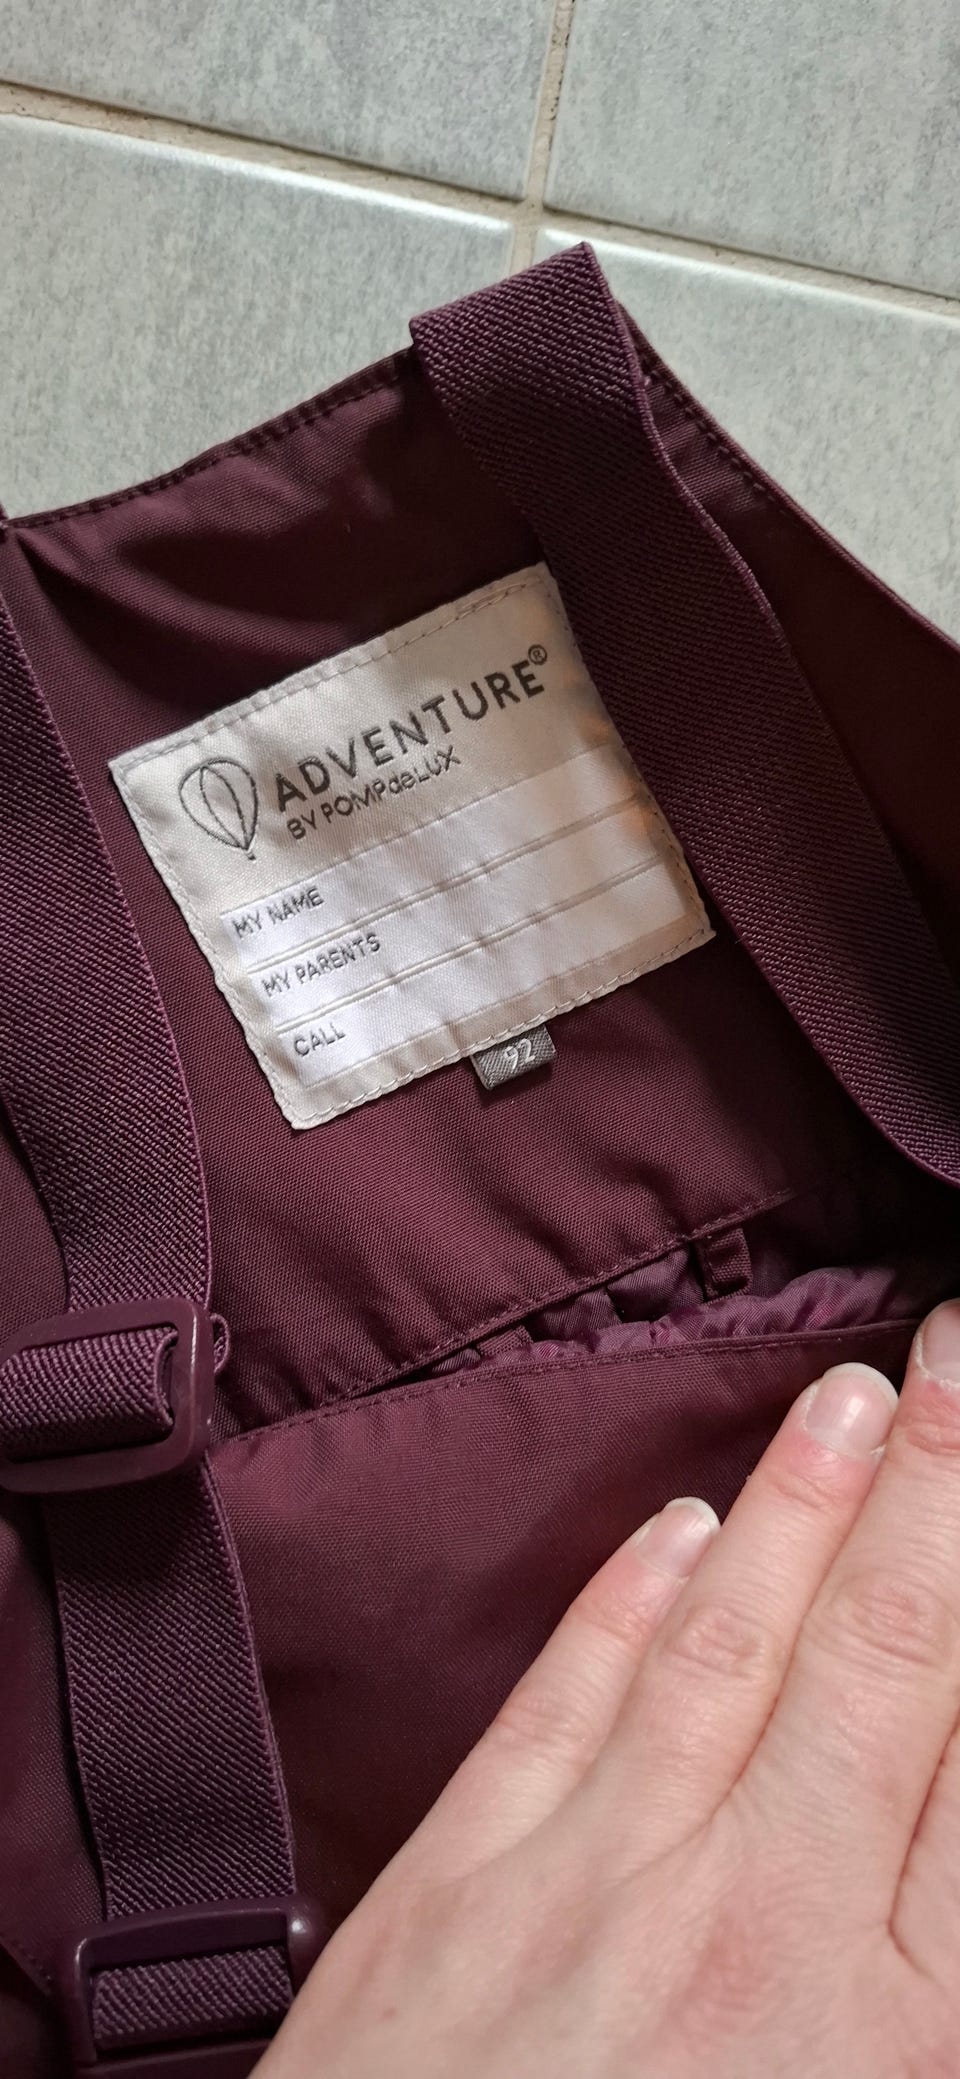 ADVENTURE®
BY POMPdeLUX
MY NAME
MY PARENTS
CALL
92